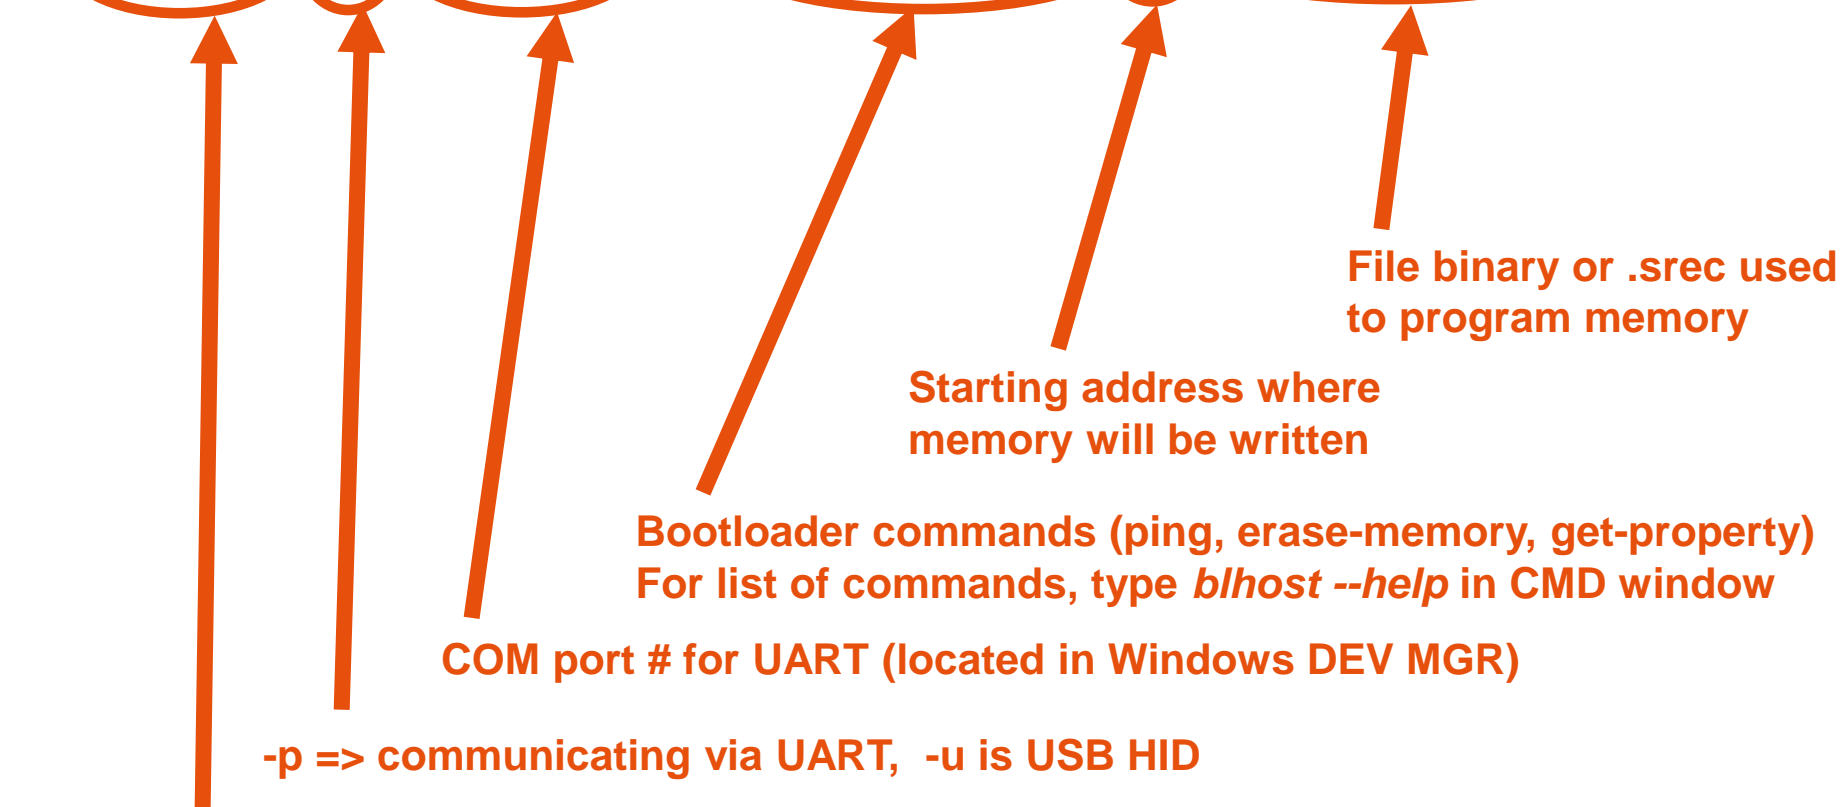 File binary or .srec used
to program memory
Starting address where
memory will be written
Bootloader commands (ping, erase-memory, get-property)
For list of commands, type blhost --help in CMD window
COM port # for UART (located in Windows DEV MGR)
-p => communicating via UART,  -u is USB HID